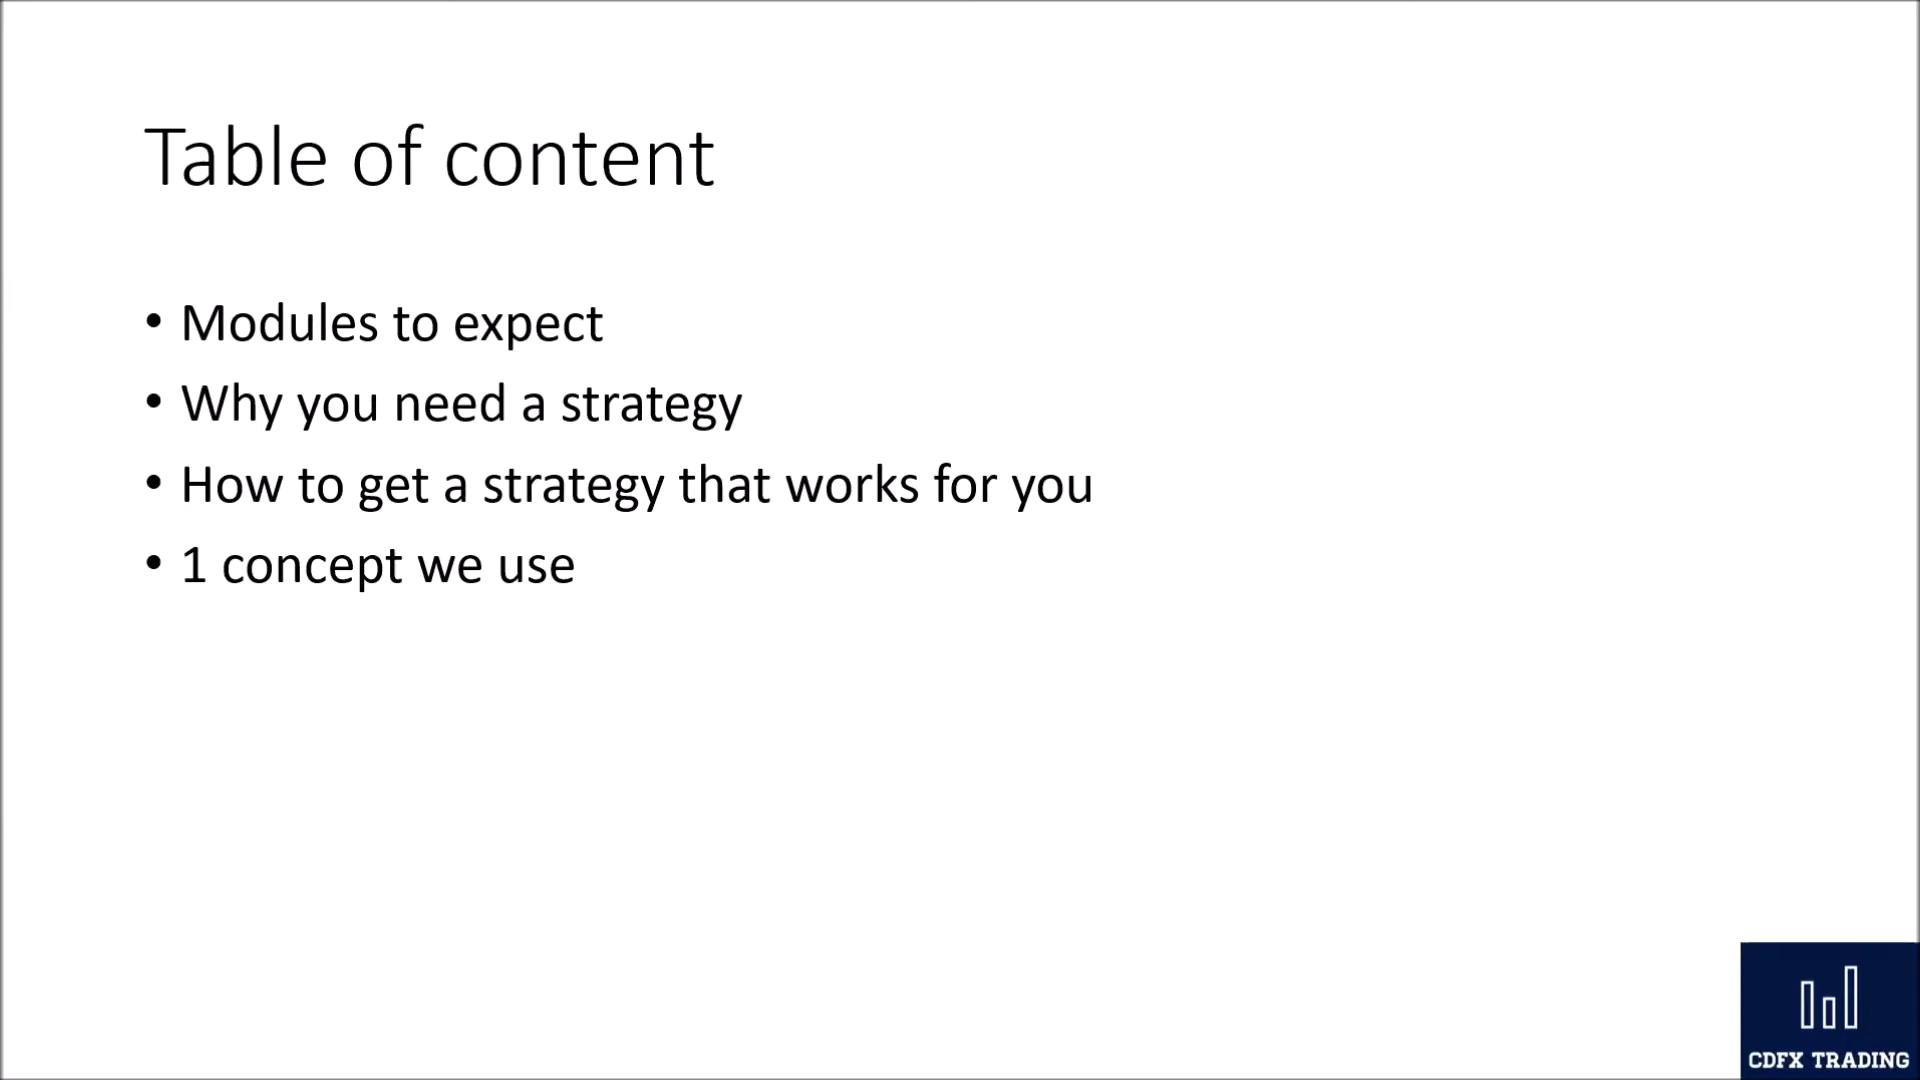 Table of content
• Modules to expect
• Why you need a strategy
• How to get a strategy that works for you
• 1 concept we use
CDFX TRADING